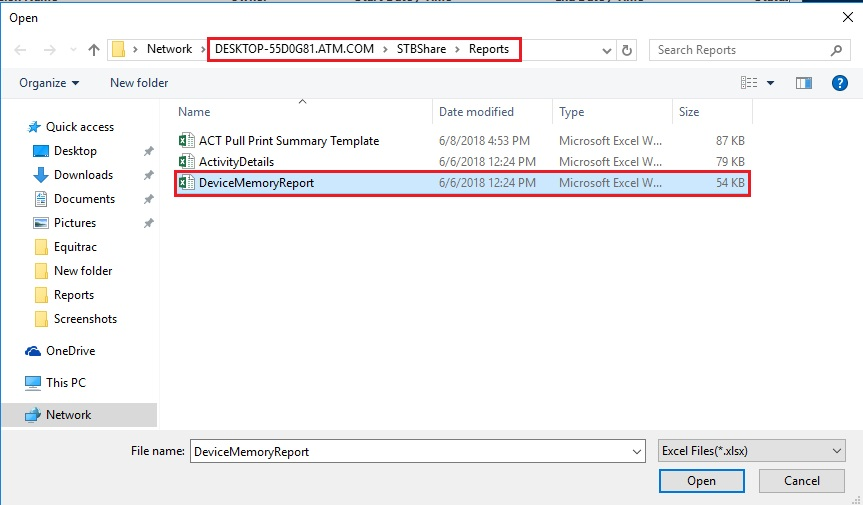 Open
Network > DESKTOP-55D0G81.ATM.COM > STBShare > Reports
Search Reports
Organize New folder
?
Name Date modified Type Size
ACT Pull Print Summary Template 6/8/2018 4:53 PM Microsoft Excel W... 87 KB
ActivityDetails 6/6/2018 12:24 PM Microsoft Excel W... 79 KB
DeviceMemoryReport 6/6/2018 12:24 PM Microsoft Excel W... 54 KB
Quick access
Desktop
Downloads
Documents
Pictures
Equitrac
New folder
Reports
Screenshots
OneDrive
This PC
Network
File name: DeviceMemoryReport Excel Files(*.xlsx)
Open Cancel